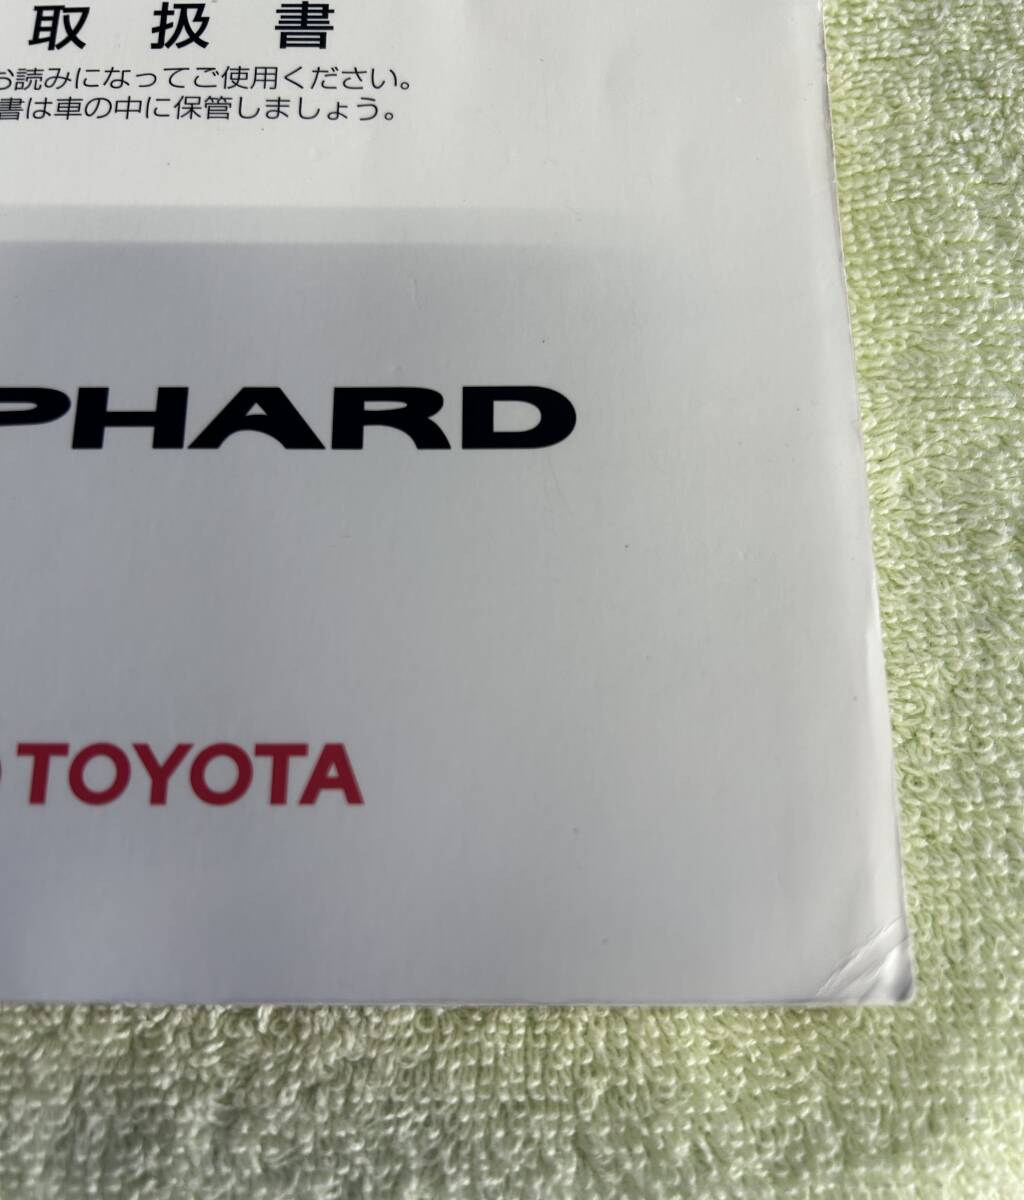 取扱書
お読みになってご使用ください。
書は車の中に保管しましょう。
PHARD
TOYOTA